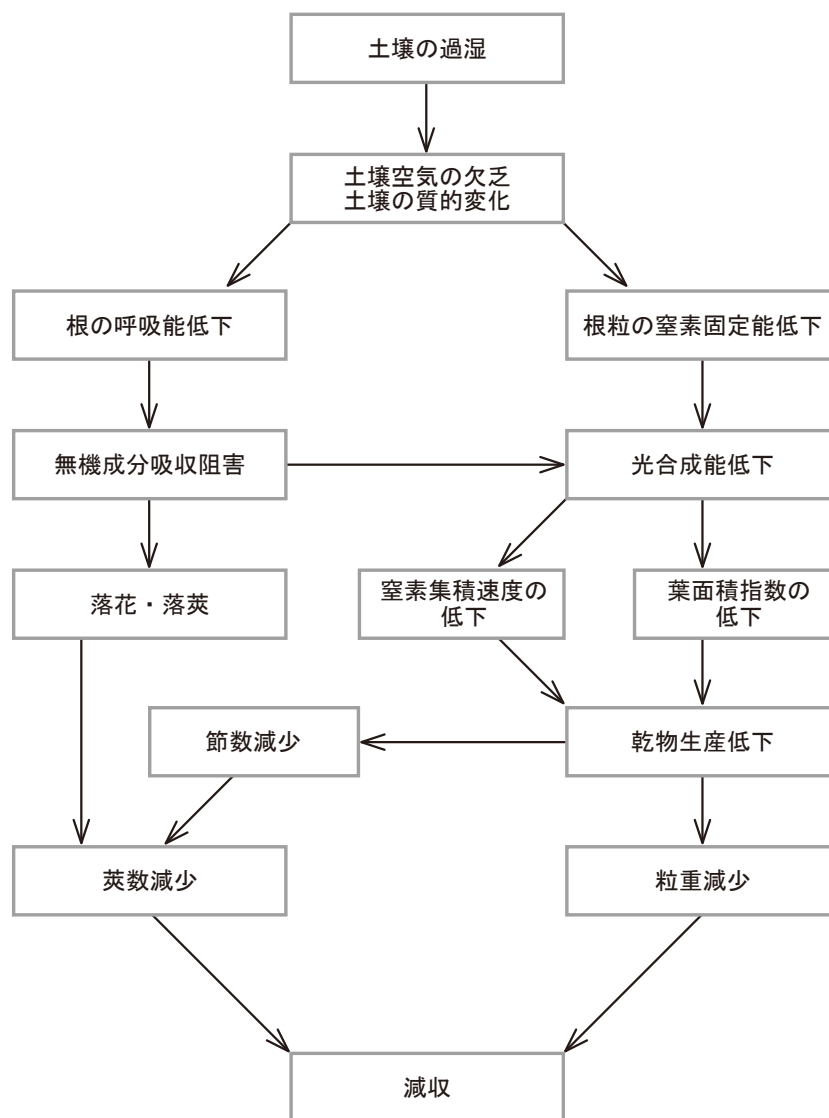 土壌の過湿
土壌空気の欠乏
土壌の質的変化
根の呼吸能低下
根粒の窒素固定能低下
無機成分吸収阻害
光合成能低下
落花・落莢
窒素集積速度の
低下
葉面積指数の
低下
節数減少
乾物生産低下
莢数減少
粒重減少
減収